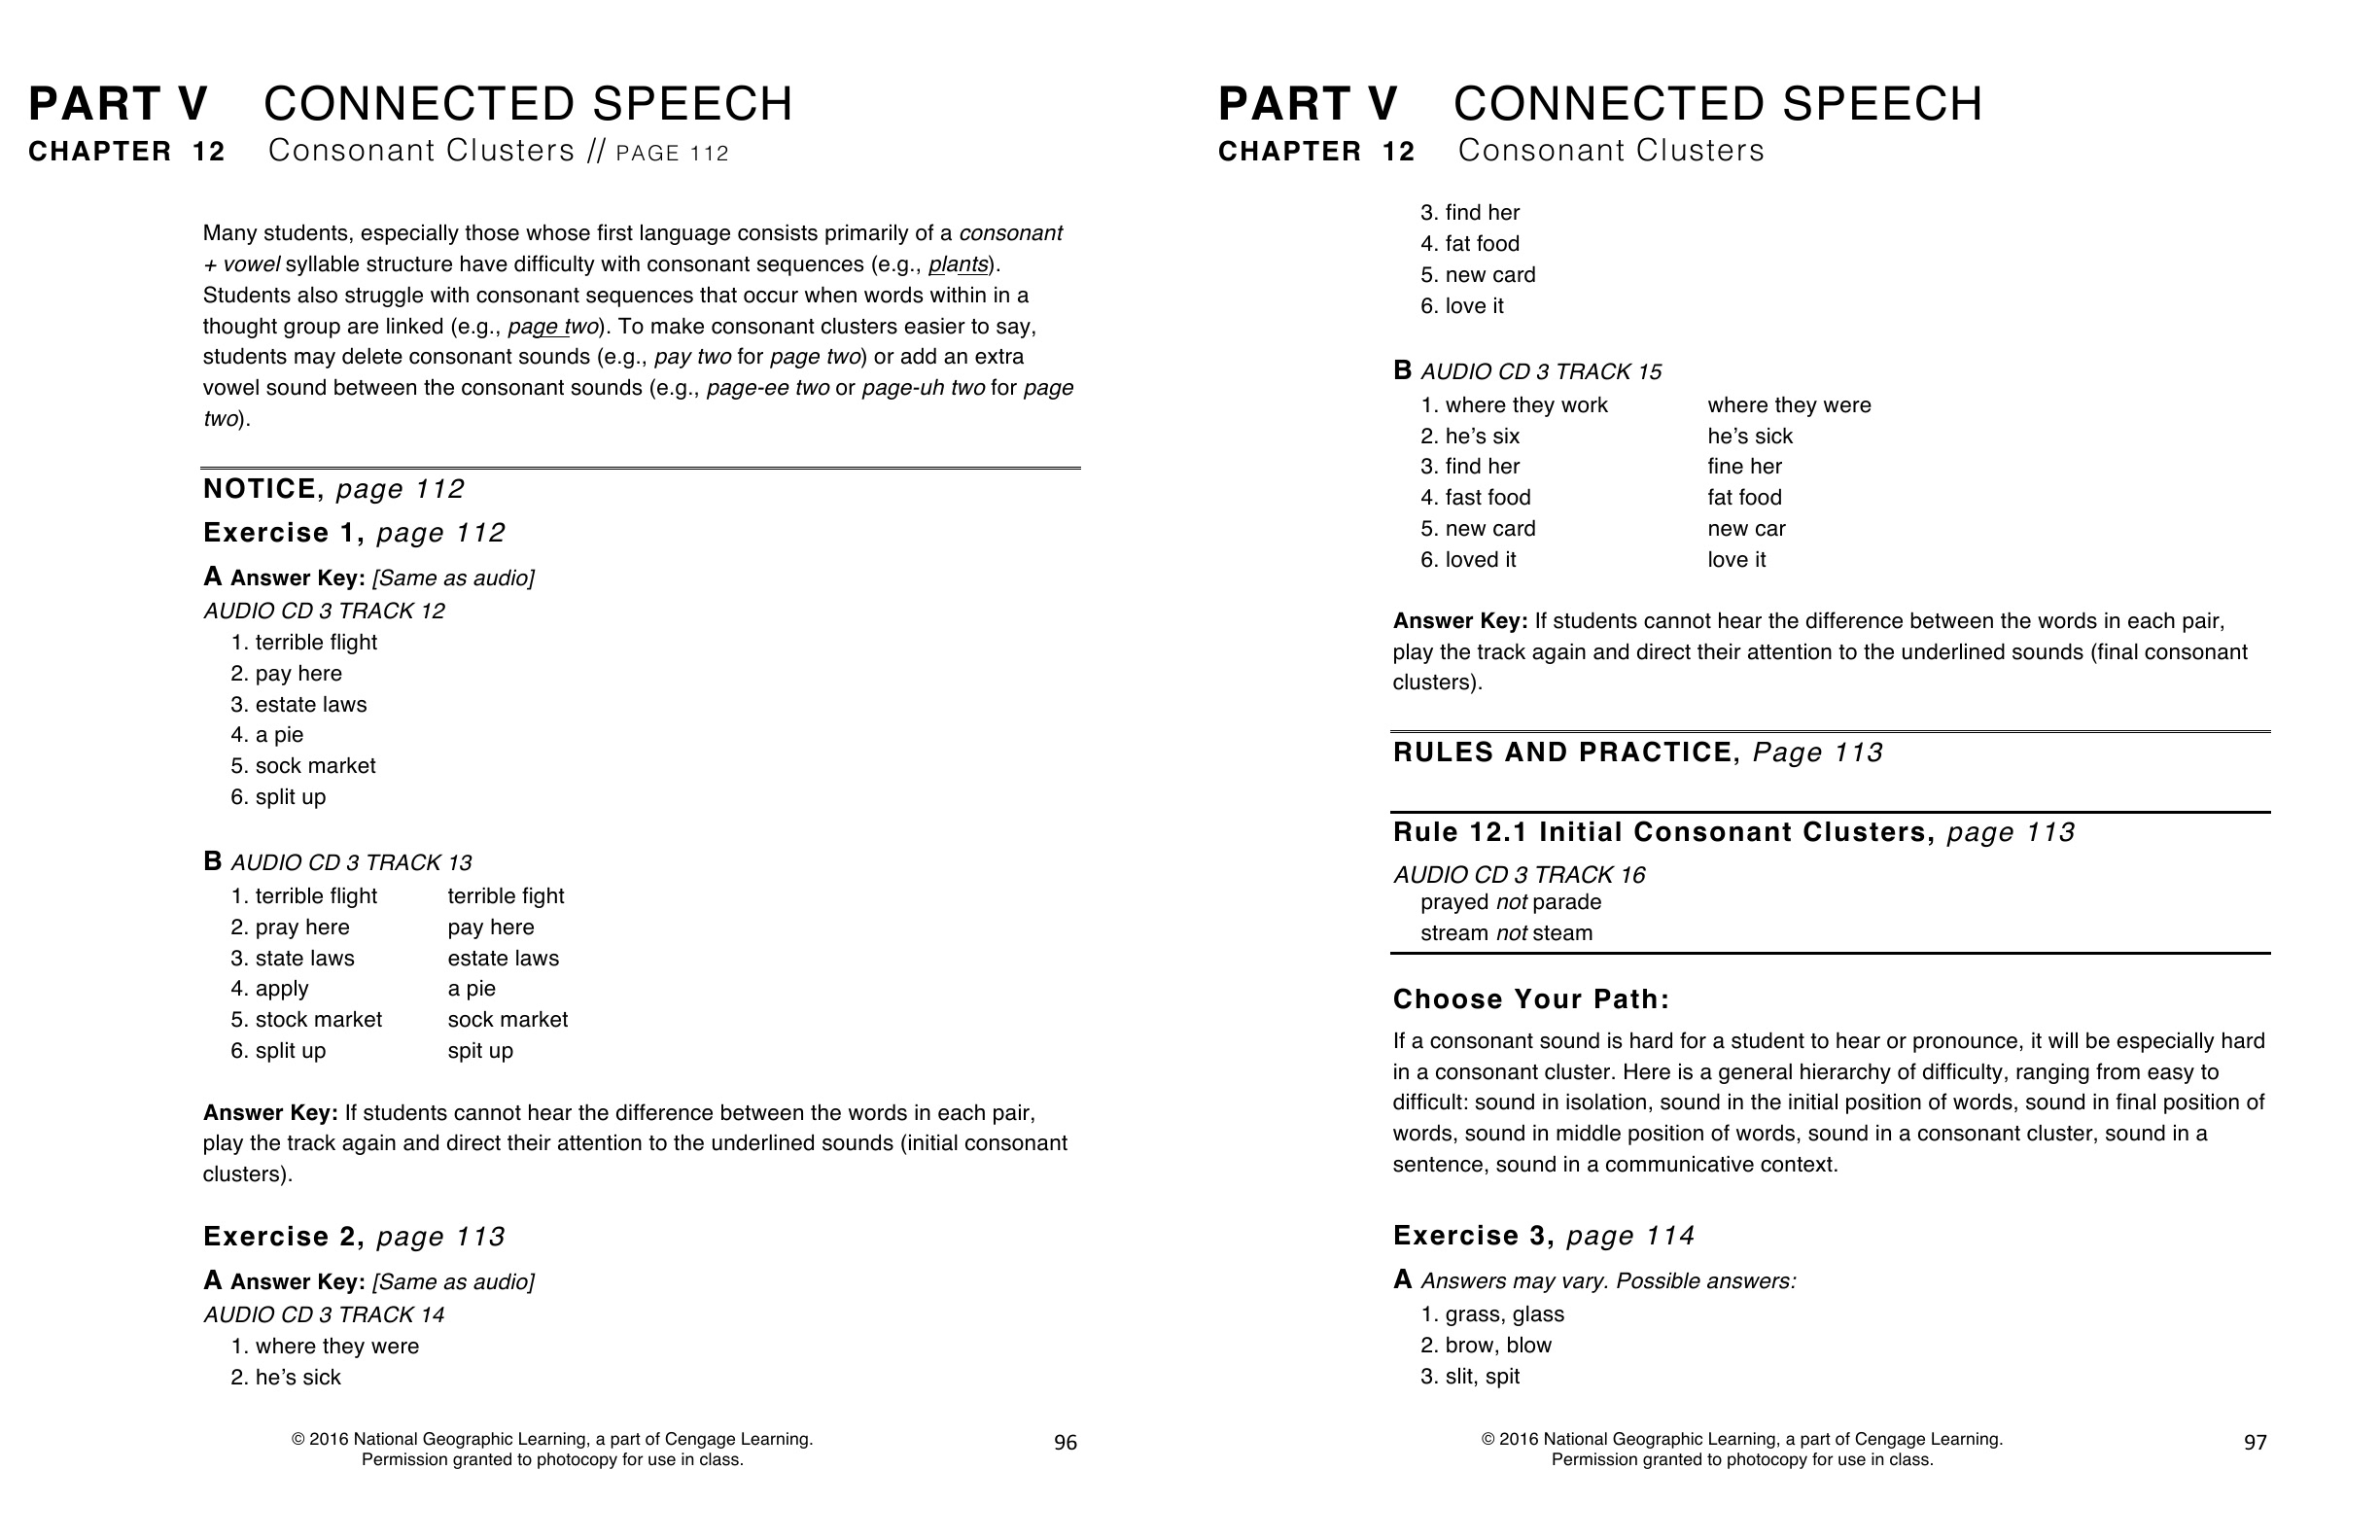 PART V CONNECTED SPEECH
CHAPTER 12 Consonant Clusters // PAGE 112
Many students, especially those whose first language consists primarily of a consonant
+ vowel syllable structure have difficulty with consonant sequences (e.g., plants).
Students also struggle with consonant sequences that occur when words within in a
thought group are linked (e.g., page two). To make consonant clusters easier to say,
students may delete consonant sounds (e.g., pay two for page two) or add an extra
vowel sound between the consonant sounds (e.g., page-ee two or page-uh two for page
two).
NOTICE, page 112
Exercise 1, page 112
A Answer Key: [Same as audio]
AUDIO CD 3 TRACK 12
1. terrible flight
2. pay here
3. estate laws
4. a pie
5. sock market
6. split up
B AUDIO CD 3 TRACK 13
1. terrible flight terrible fight
2. pray here pay here
3. state laws estate laws
4. apply a pie
5. stock market sock market
6. split up spit up
Answer Key: If students cannot hear the difference between the words in each pair,
play the track again and direct their attention to the underlined sounds (initial consonant
clusters).
Exercise 2, page 113
A Answer Key: [Same as audio]
AUDIO CD 3 TRACK 14
1. where they were
2. he’s sick
© 2016 National Geographic Learning, a part of Cengage Learning.
Permission granted to photocopy for use in class.
96
PART V CONNECTED SPEECH
CHAPTER 12 Consonant Clusters
3. find her
4. fat food
5. new card
6. love it
B AUDIO CD 3 TRACK 15
1. where they work where they were
2. he’s six he’s sick
3. find her fine her
4. fast food fat food
5. new card new car
6. loved it love it
Answer Key: If students cannot hear the difference between the words in each pair,
play the track again and direct their attention to the underlined sounds (final consonant
clusters).
RULES AND PRACTICE, Page 113
Rule 12.1 Initial Consonant Clusters, page 113
AUDIO CD 3 TRACK 16
prayed not parade
stream not steam
Choose Your Path:
If a consonant sound is hard for a student to hear or pronounce, it will be especially hard
in a consonant cluster. Here is a general hierarchy of difficulty, ranging from easy to
difficult: sound in isolation, sound in the initial position of words, sound in final position of
words, sound in middle position of words, sound in a consonant cluster, sound in a
sentence, sound in a communicative context.
Exercise 3, page 114
A Answers may vary. Possible answers:
1. grass, glass
2. brow, blow
3. slit, spit
© 2016 National Geographic Learning, a part of Cengage Learning.
Permission granted to photocopy for use in class.
97